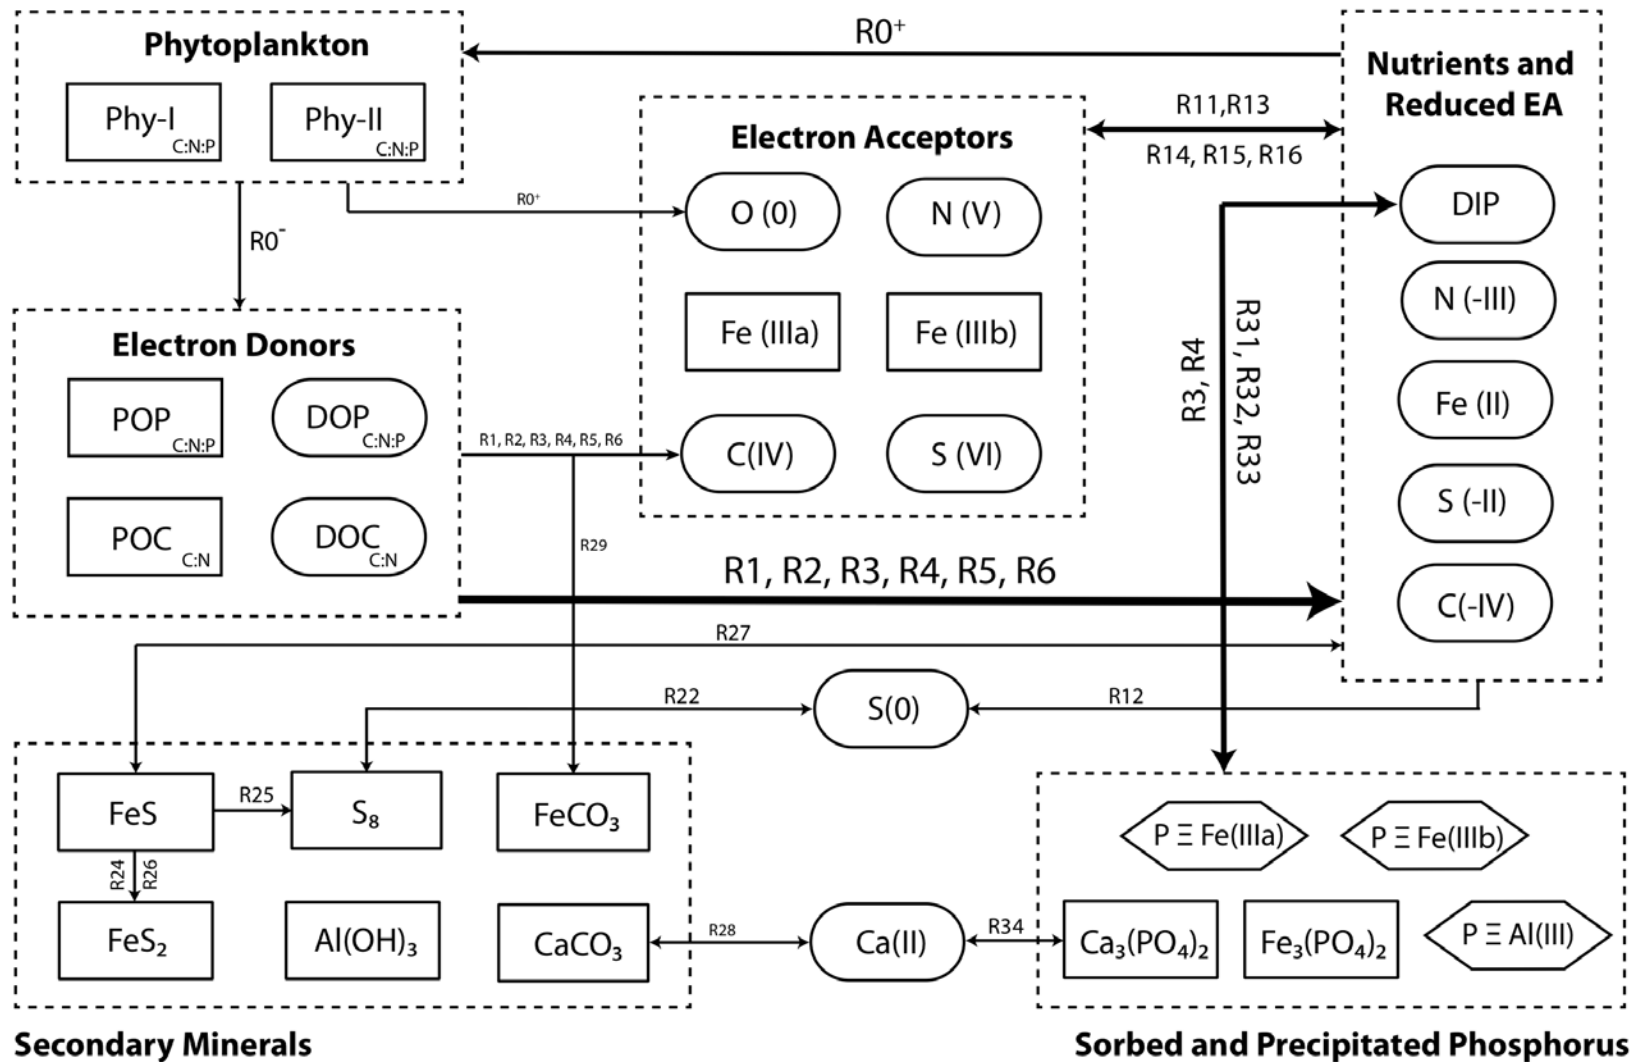 Phytoplankton
Phy-I
C:N:P
Phy-II
C:N:P
R0⁺
Nutrients and
Reduced EA
R11,R13
R14, R15, R16
Electron Acceptors
O (0)
N (V)
Fe (IIIa)
Fe (IIIb)
C(IV)
S (VI)
R0⁺
R0⁻
DIP
N (-III)
Fe (II)
S (-II)
C(-IV)
R3, R4
R31, R32, R33
Electron Donors
POP
C:N:P
DOP
C:N:P
POC
C:N
DOC
C:N
R1, R2, R3, R4, R5, R6
R29
R1, R2, R3, R4, R5, R6
R27
R22
S(0)
R12
FeS
R25
S₈
FeCO₃
R24
R26
FeS₂
Al(OH)₃
CaCO₃
R28
Ca(II)
R34
P Ξ Fe(IIIa)
P Ξ Fe(IIIb)
Ca₃(PO₄)₂
Fe₃(PO₄)₂
P Ξ Al(III)
Secondary Minerals
Sorbed and Precipitated Phosphorus